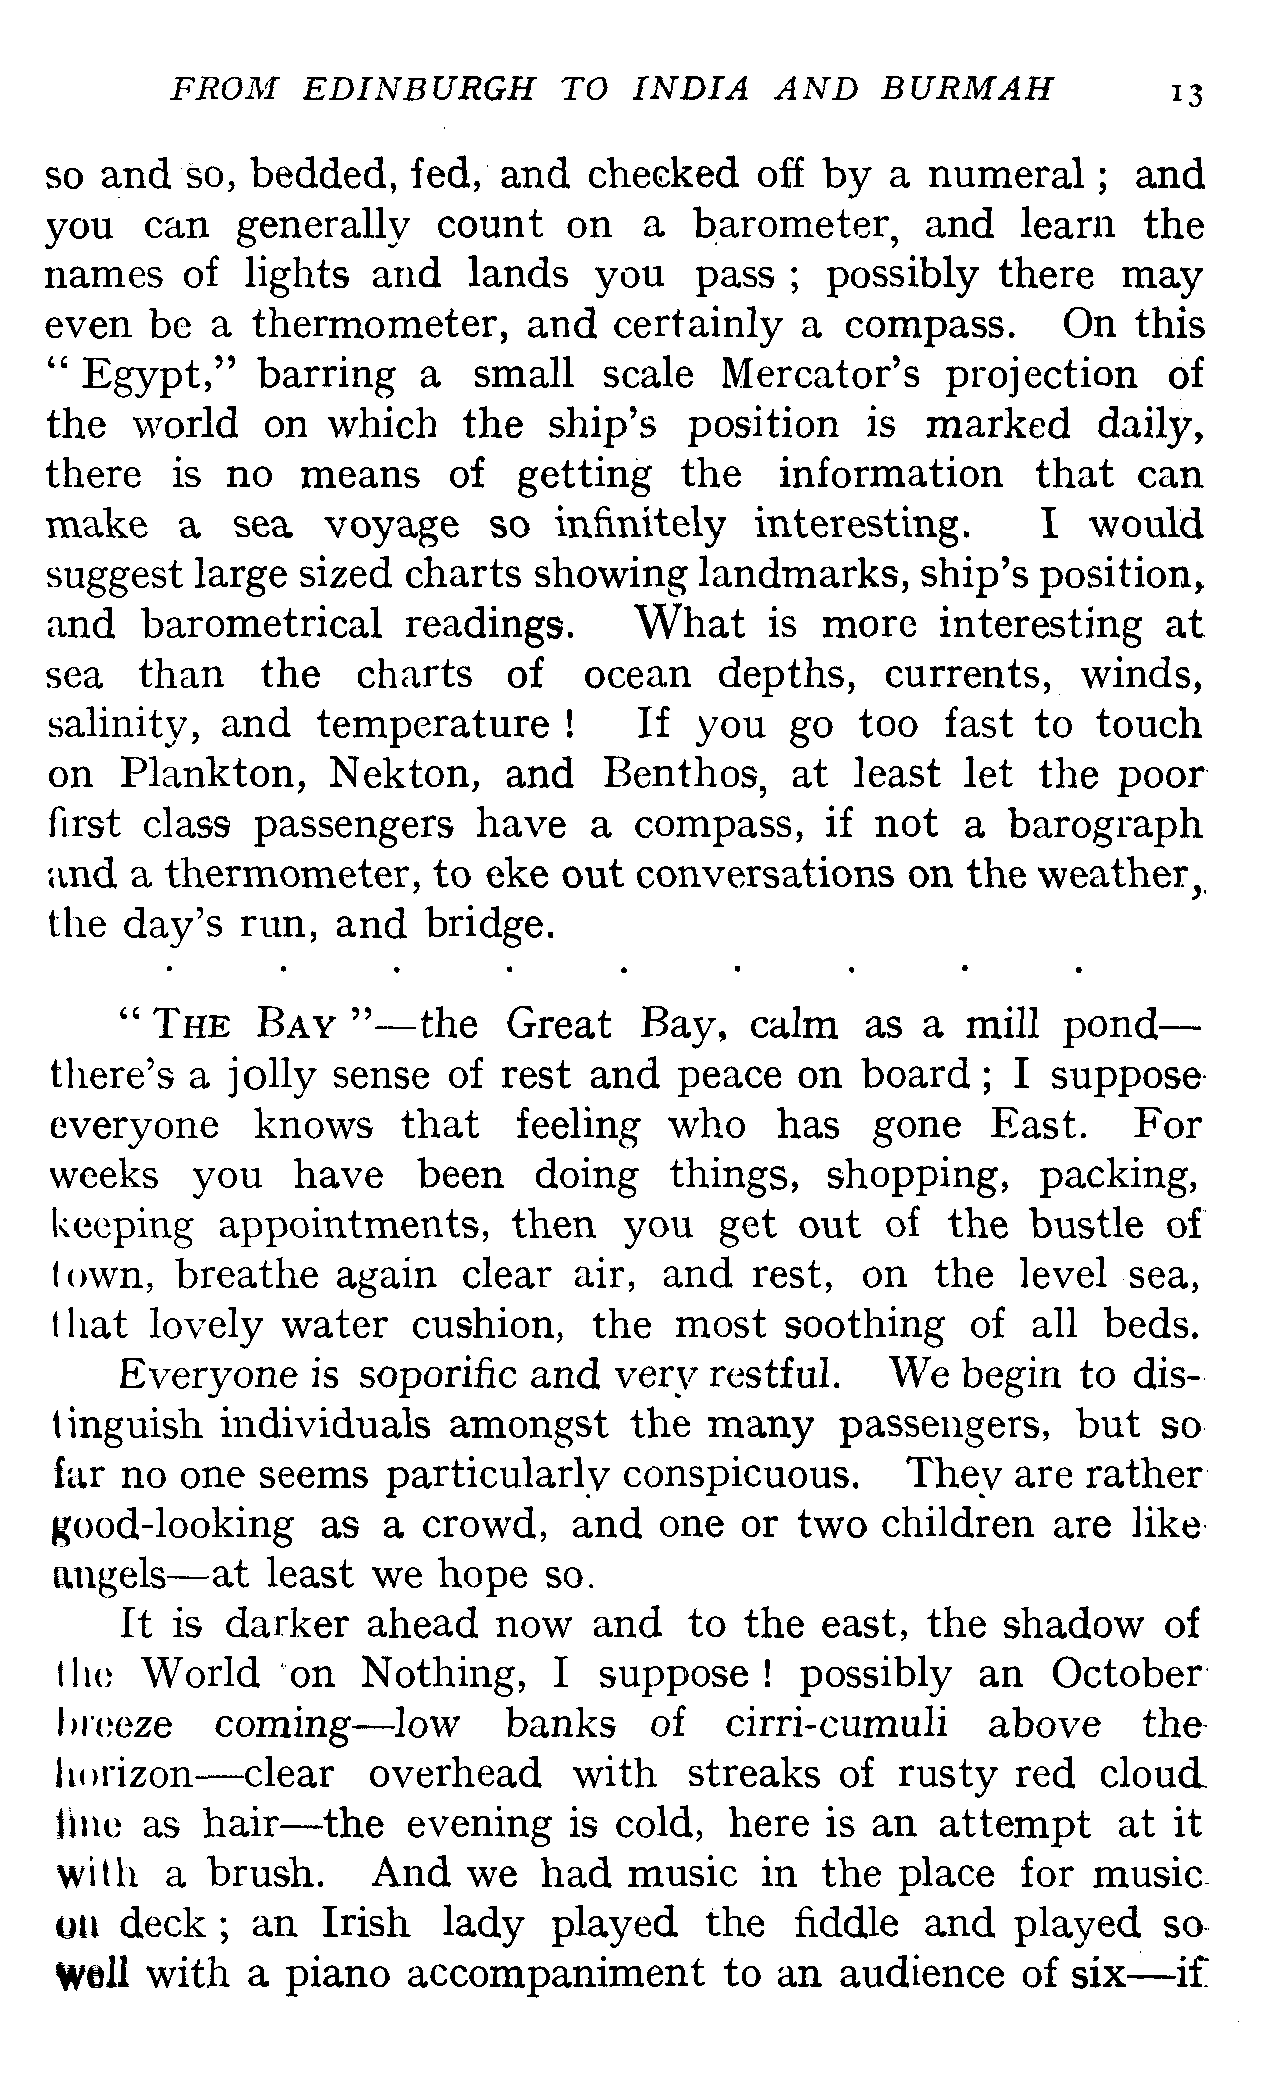 FROM EDINBURGH TO INDIA AND BURMAH 13
so and so, bedded, fed, and checked off by a numeral ; and
you can generally count on a barometer, and learn the
names of lights and lands you pass ; possibly there may
even be a thermometer, and certainly a compass. On this
“ Egypt,” barring a small scale Mercator’s projection of
the world on which the ship’s position is marked daily,
there is no means of getting the information that can
make a sea voyage so infinitely interesting. I would
suggest large sized charts showing landmarks, ship’s position,
and barometrical readings. What is more interesting at
sea than the charts of ocean depths, currents, winds,
salinity, and temperature ! If you go too fast to touch
on Plankton, Nekton, and Benthos, at least let the poor
first class passengers have a compass, if not a barograph
and a thermometer, to eke out conversations on the weather,
the day’s run, and bridge.
. . . . . . . . .
“ THE BAY ”—the Great Bay, calm as a mill pond—
there’s a jolly sense of rest and peace on board ; I suppose
everyone knows that feeling who has gone East. For
weeks you have been doing things, shopping, packing,
keeping appointments, then you get out of the bustle of
town, breathe again clear air, and rest, on the level sea,
that lovely water cushion, the most soothing of all beds.
Everyone is soporific and very restful. We begin to dis-
tinguish individuals amongst the many passengers, but so
far no one seems particularly conspicuous. They are rather
good-looking as a crowd, and one or two children are like
angels—at least we hope so.
It is darker ahead now and to the east, the shadow of
the World on Nothing, I suppose ! possibly an October
breeze coming—low banks of cirri-cumuli above the
horizon—clear overhead with streaks of rusty red cloud
fine as hair—the evening is cold, here is an attempt at it
with a brush. And we had music in the place for music
on deck ; an Irish lady played the fiddle and played so
well with a piano accompaniment to an audience of six—if